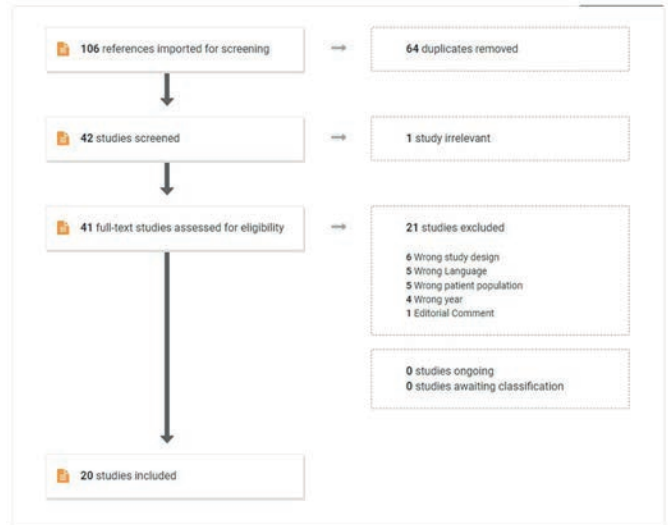 106 references imported for screening
64 duplicates removed
42 studies screened
1 study irrelevant
41 full-text studies assessed for eligibility
21 studies excluded
6 Wrong study design
5 Wrong Language
5 Wrong patient population
4 Wrong year
1 Editorial Comment
0 studies ongoing
0 studies awaiting classification
20 studies included